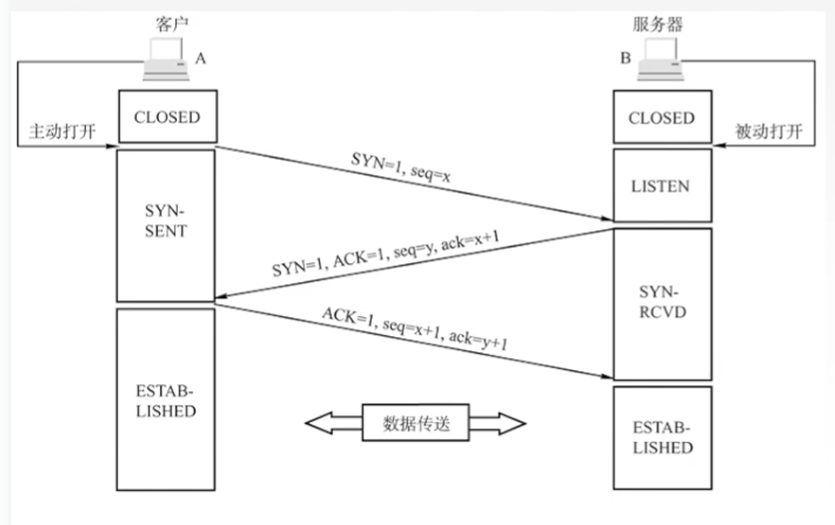 客户
服务器
A
B
CLOSED
CLOSED
主动打开
被动打开
SYN=1, seq=x
LISTEN
SYN-
SENT
SYN=1, ACK=1, seq=y, ack=x+1
SYN-
RCVD
ACK=1, seq=x+1, ack=y+1
ESTAB-
LISHED
数据传送
ESTAB-
LISHED